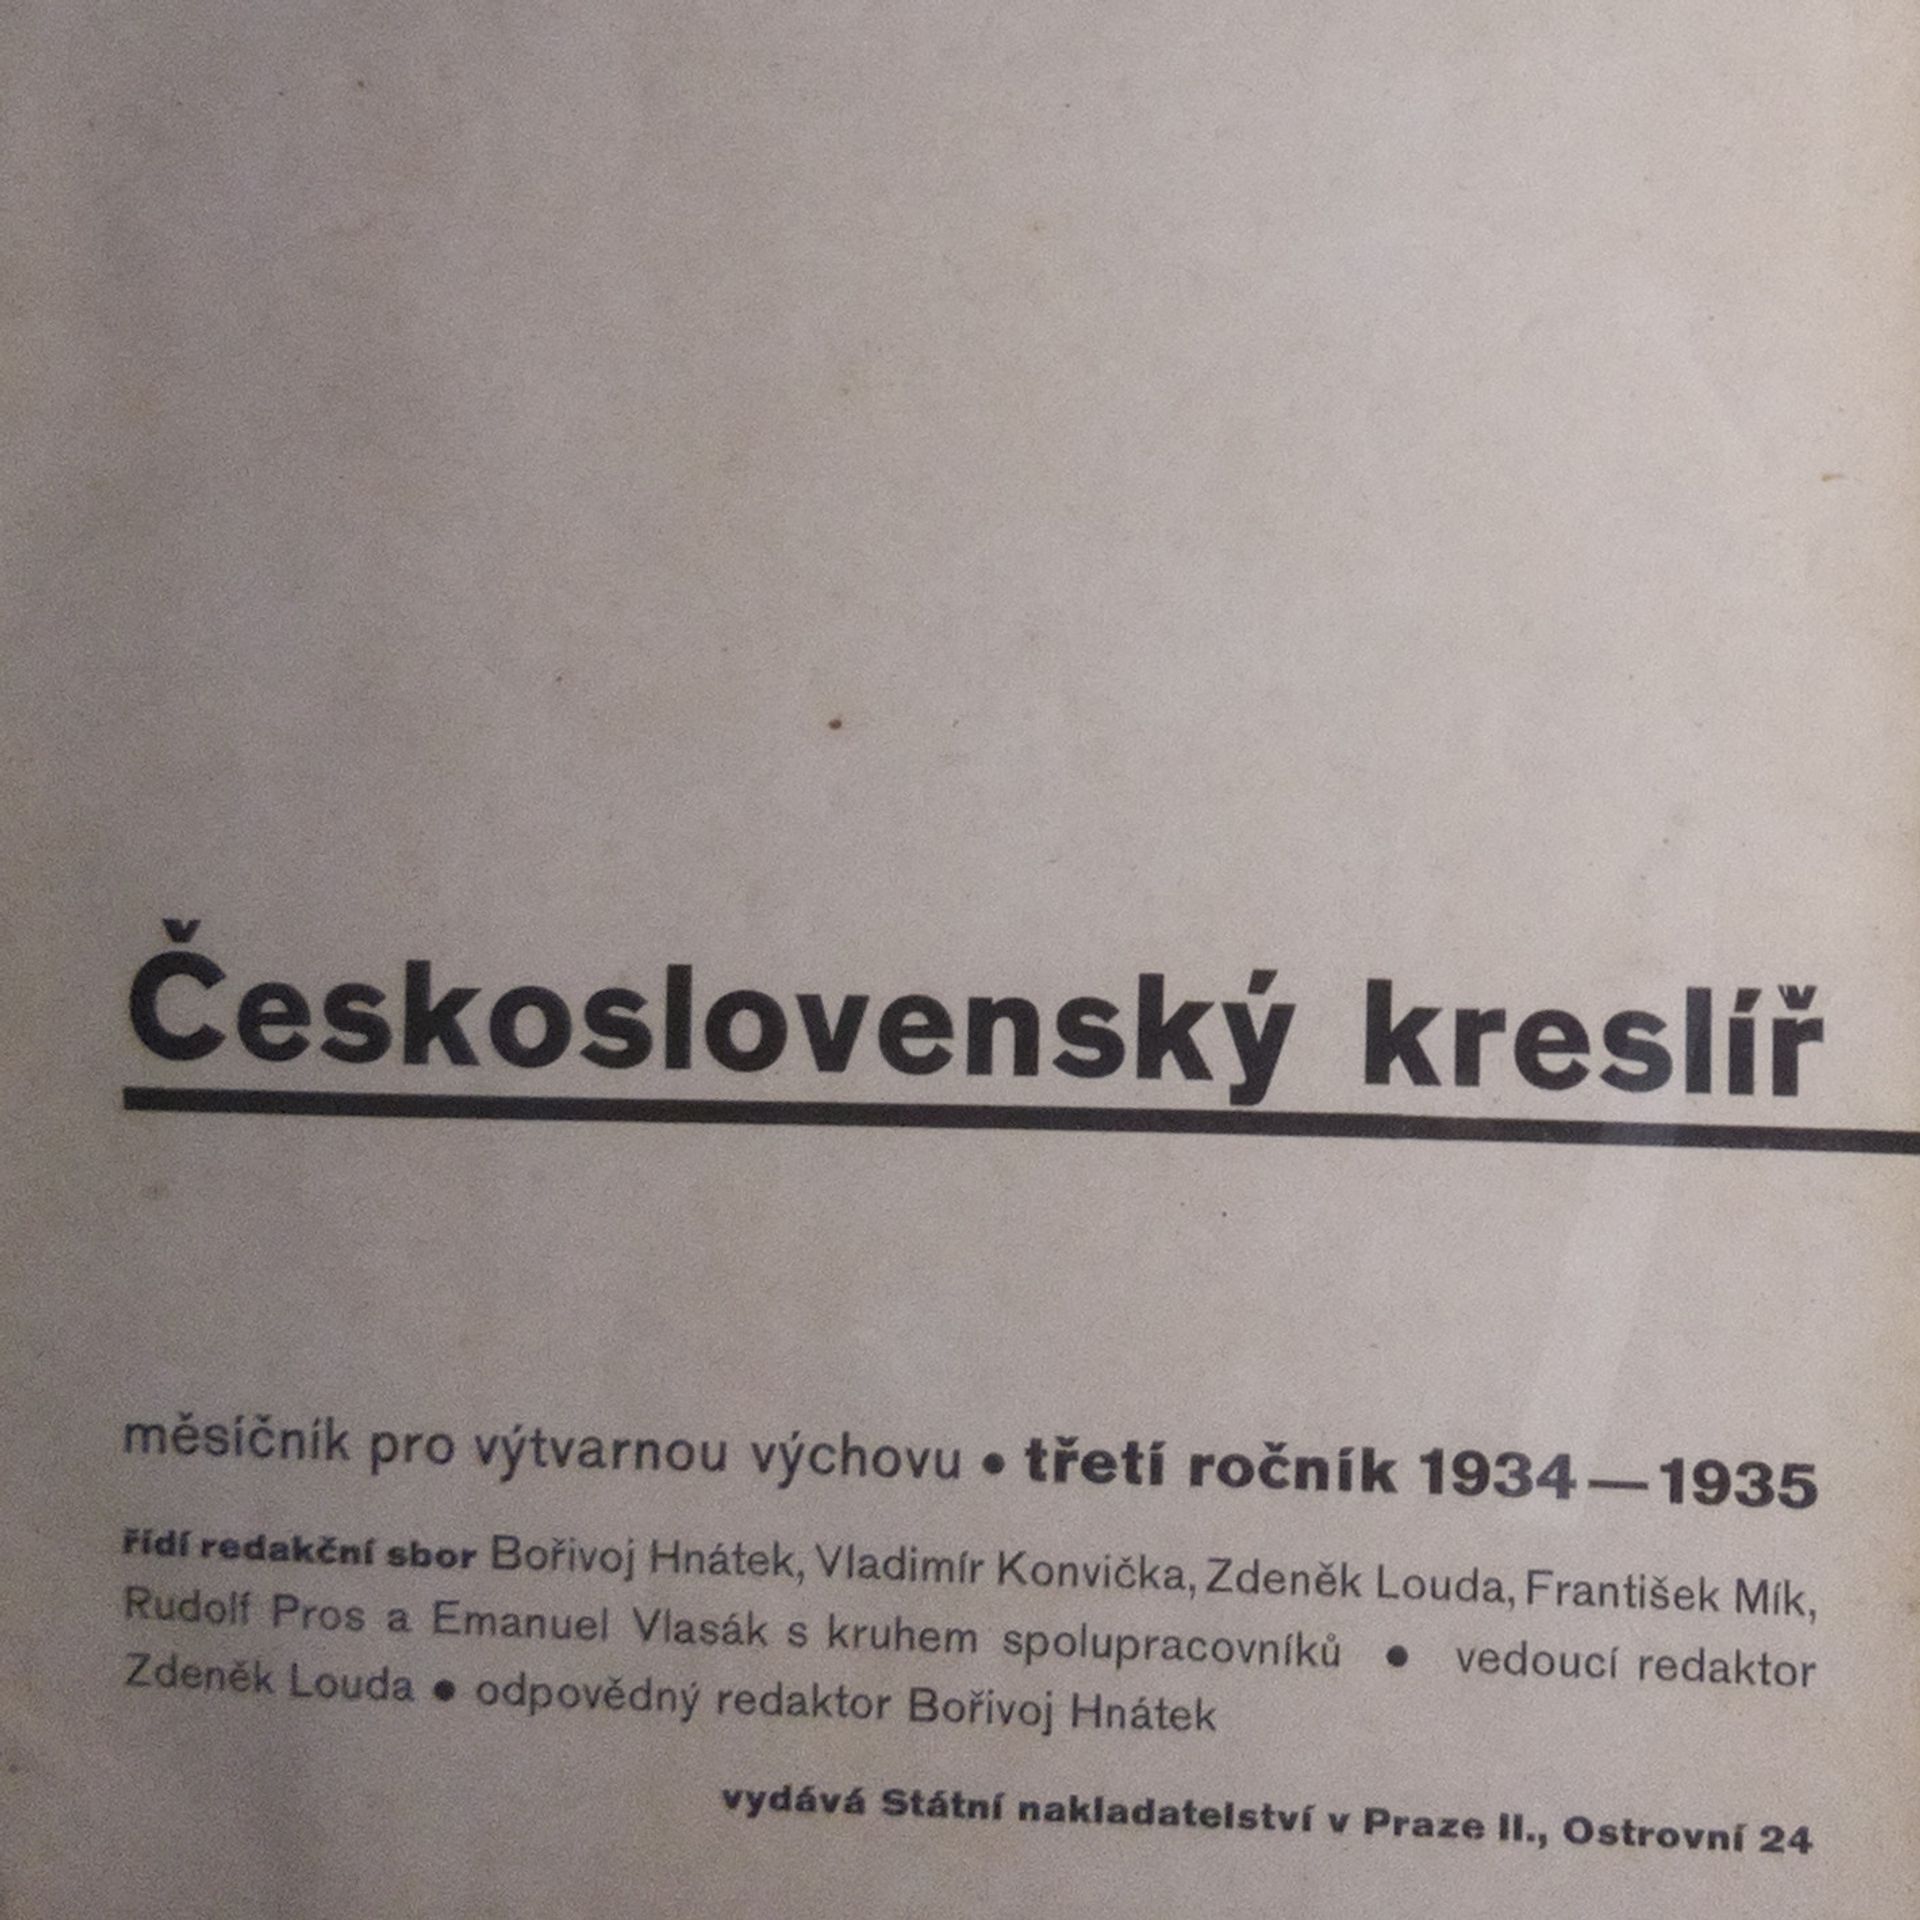 Československý kreslíř
měsíčník pro výtvarnou výchovu • třetí ročník 1934—1935
řídí redakční sbor Bořivoj Hnátek, Vladimír Konvička, Zdeněk Louda, František Mík,
Rudolf Pros a Emanuel Vlasák s kruhem spolupracovníků • vedoucí redaktor
Zdeněk Louda • odpovědný redaktor Bořivoj Hnátek
vydává Státní nakladatelství v Praze II., Ostrovní 24